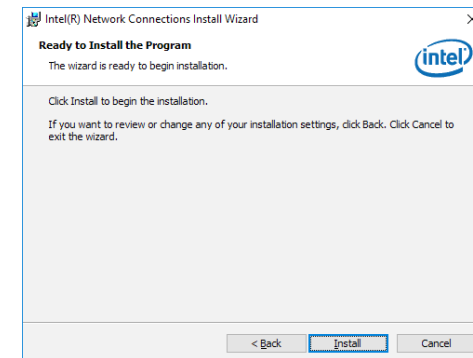 Intel(R) Network Connections Install Wizard
Ready to Install the Program
The wizard is ready to begin installation.
intel
Click Install to begin the installation.
If you want to review or change any of your installation settings, click Back. Click Cancel to
exit the wizard.
< Back
Install
Cancel